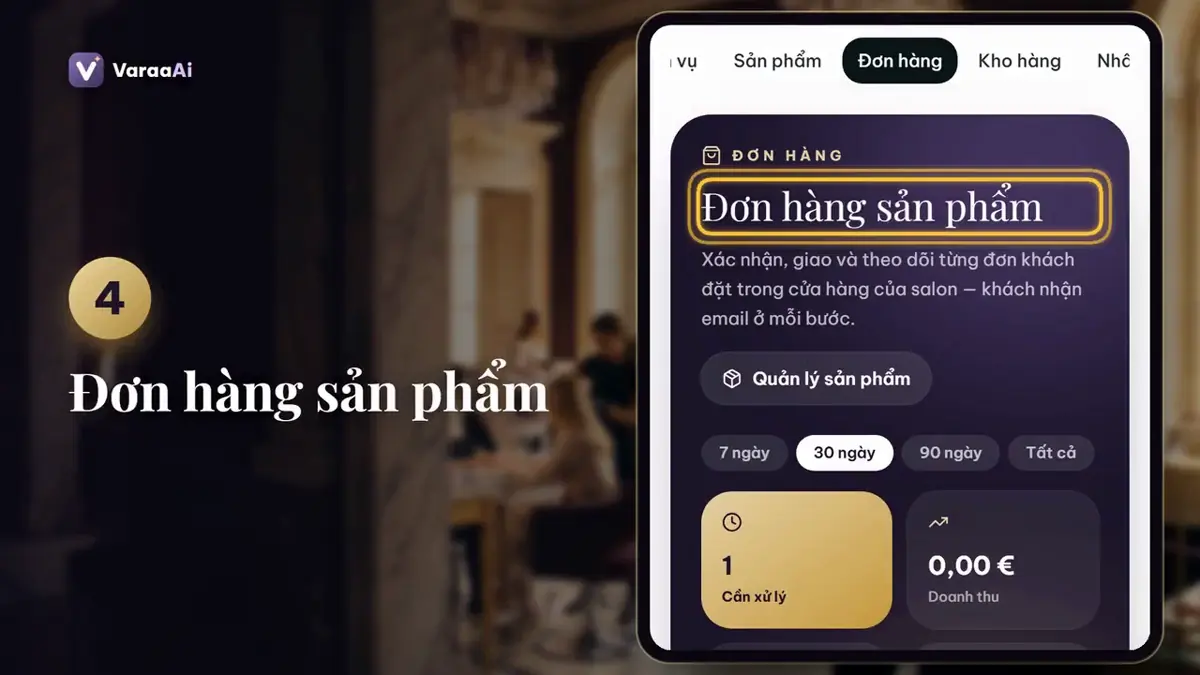 VaraaAi
4
Đơn hàng sản phẩm
vụ
Sản phẩm
Đơn hàng
Kho hàng
ĐƠN HÀNG
Đơn hàng sản phẩm
Xác nhận, giao và theo dõi từng đơn khách
đặt trong cửa hàng của salon — khách nhận
email ở mỗi bước.
Quản lý sản phẩm
7 ngày
30 ngày
90 ngày
Tất cả
1
Cần xử lý
0,00 €
Doanh thu